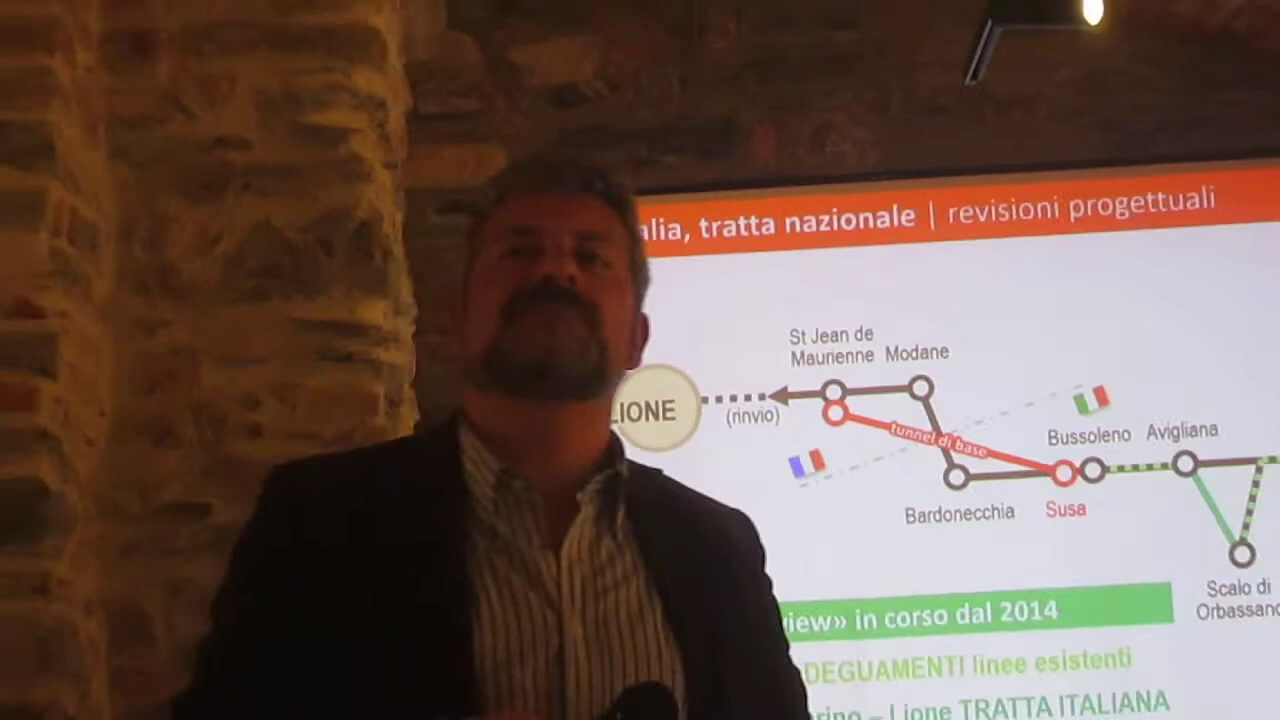 alia, tratta nazionale | revisioni progettuali
St Jean de
Maurienne
Modane
LIONE
(rinvio)
tunnel di base
Bussoleno
Avigliana
Bardonecchia
Susa
Scalo di
Orbassano
view» in corso dal 2014
DEGUAMENTI linee esistenti
orino – Lione TRATTA ITALIANA